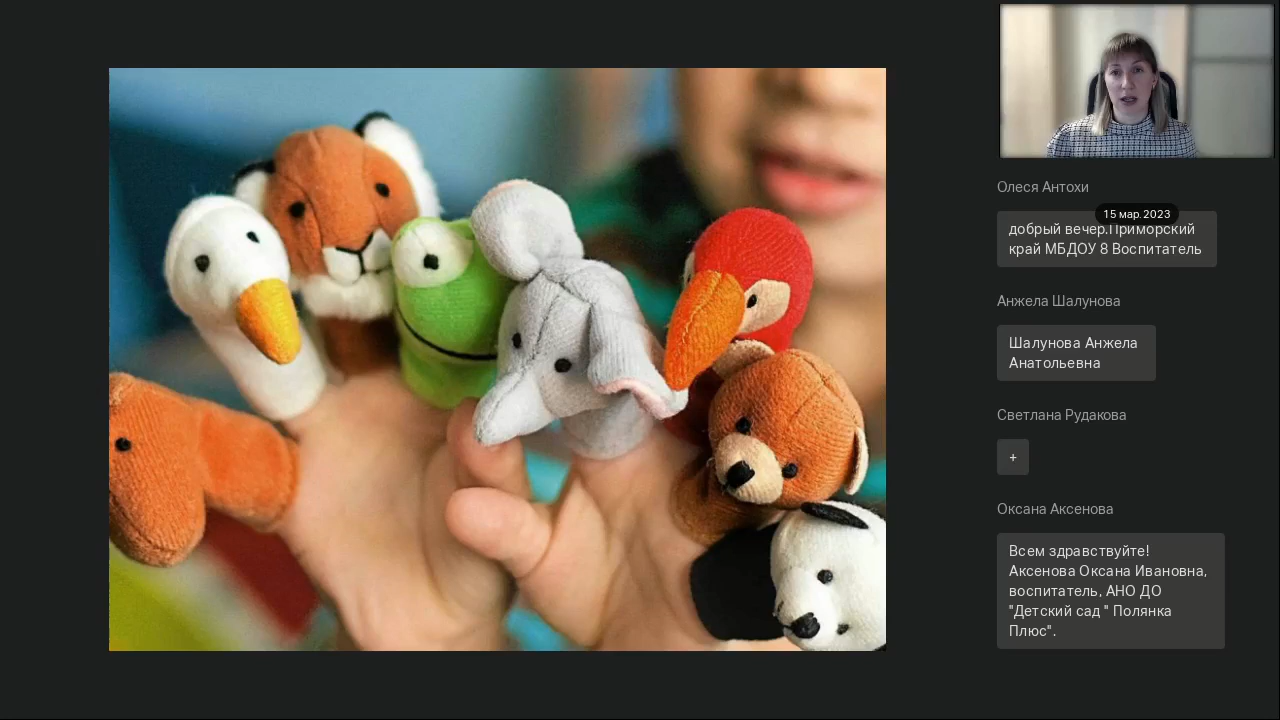 Олеся Антохи
15 мар. 2023
добрый вечер.Приморский
край МБДОУ 8 Воспитатель
Анжела Шалунова
Шалунова Анжела
Анатольевна
Светлана Рудакова
+
Оксана Аксенова
Всем здравствуйте!
Аксенова Оксана Ивановна,
воспитатель, АНО ДО
"Детский сад " Полянка
Плюс".